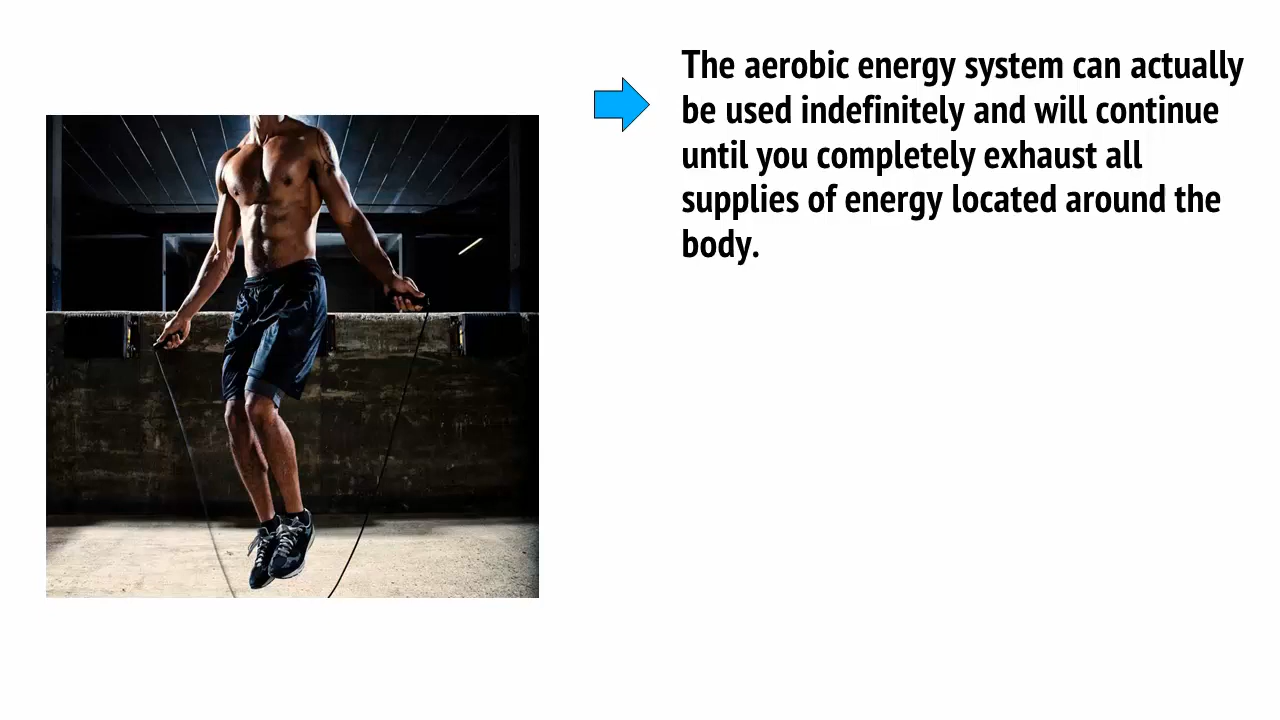 The aerobic energy system can actually
be used indefinitely and will continue
until you completely exhaust all
supplies of energy located around the
body.